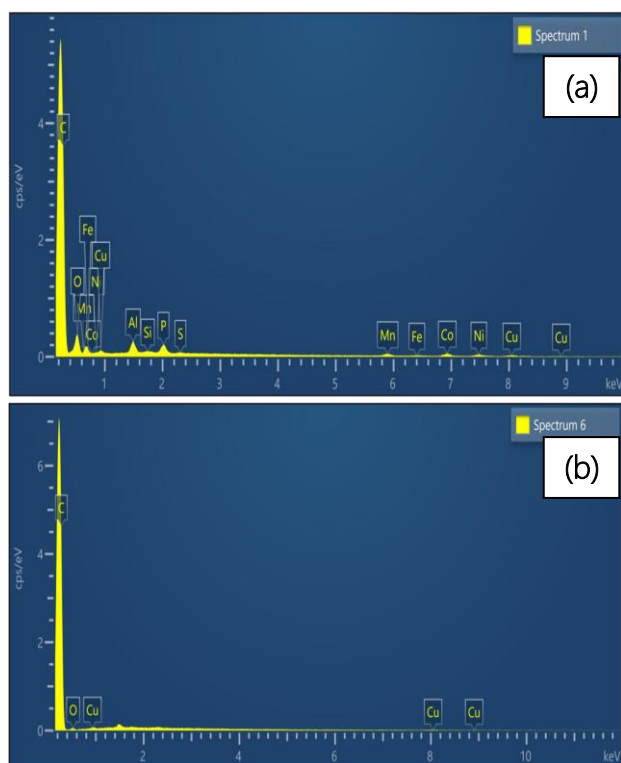 Spectrum 1
(a)
4
C
cps/eV
Fe
2
Cu
O
N
Mn
Co
Al
Si
P
S
Mn
Fe
Co
Ni
Cu
Cu
0
1
2
3
4
5
6
7
8
9
keV
Spectrum 6
(b)
6
C
4
cps/eV
2
O
Cu
Cu
Cu
0
2
4
6
8
10
keV